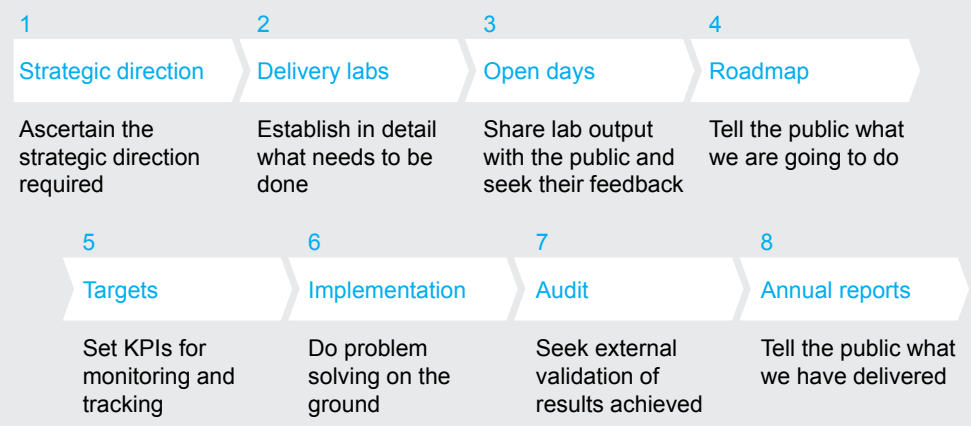 1
Strategic direction
Ascertain the
strategic direction
required
2
Delivery labs
Establish in detail
what needs to be
done
3
Open days
Share lab output
with the public and
seek their feedback
4
Roadmap
Tell the public what
we are going to do
5
Targets
Set KPIs for
monitoring and
tracking
6
Implementation
Do problem
solving on the
ground
7
Audit
Seek external
validation of
results achieved
8
Annual reports
Tell the public what
we have delivered